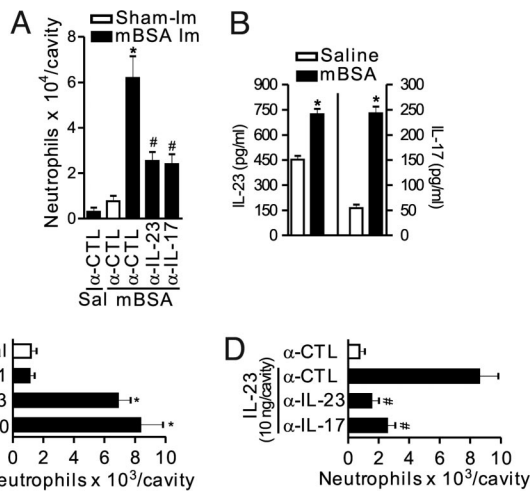 A
Sham-Im
mBSA Im
Neutrophils x 10⁴/cavity
8
6
4
2
0
*
#
#
α-CTL
α-CTL
α-CTL
α-IL-23
α-IL-17
Sal mBSA
B
Saline
mBSA
IL-23 (pg/ml)
900
750
600
450
300
150
0
*
*
300
250
200
150
100
50
0
IL-17 (pg/ml)
*
*
0 2 4 6 8 10
eutrophils x 10³/cavity
D
IL-23
(10 ng/cavity)
α-CTL
α-CTL
α-IL-23
α-IL-17
#
#
0 2 4 6 8 10
Neutrophils x 10³/cavity